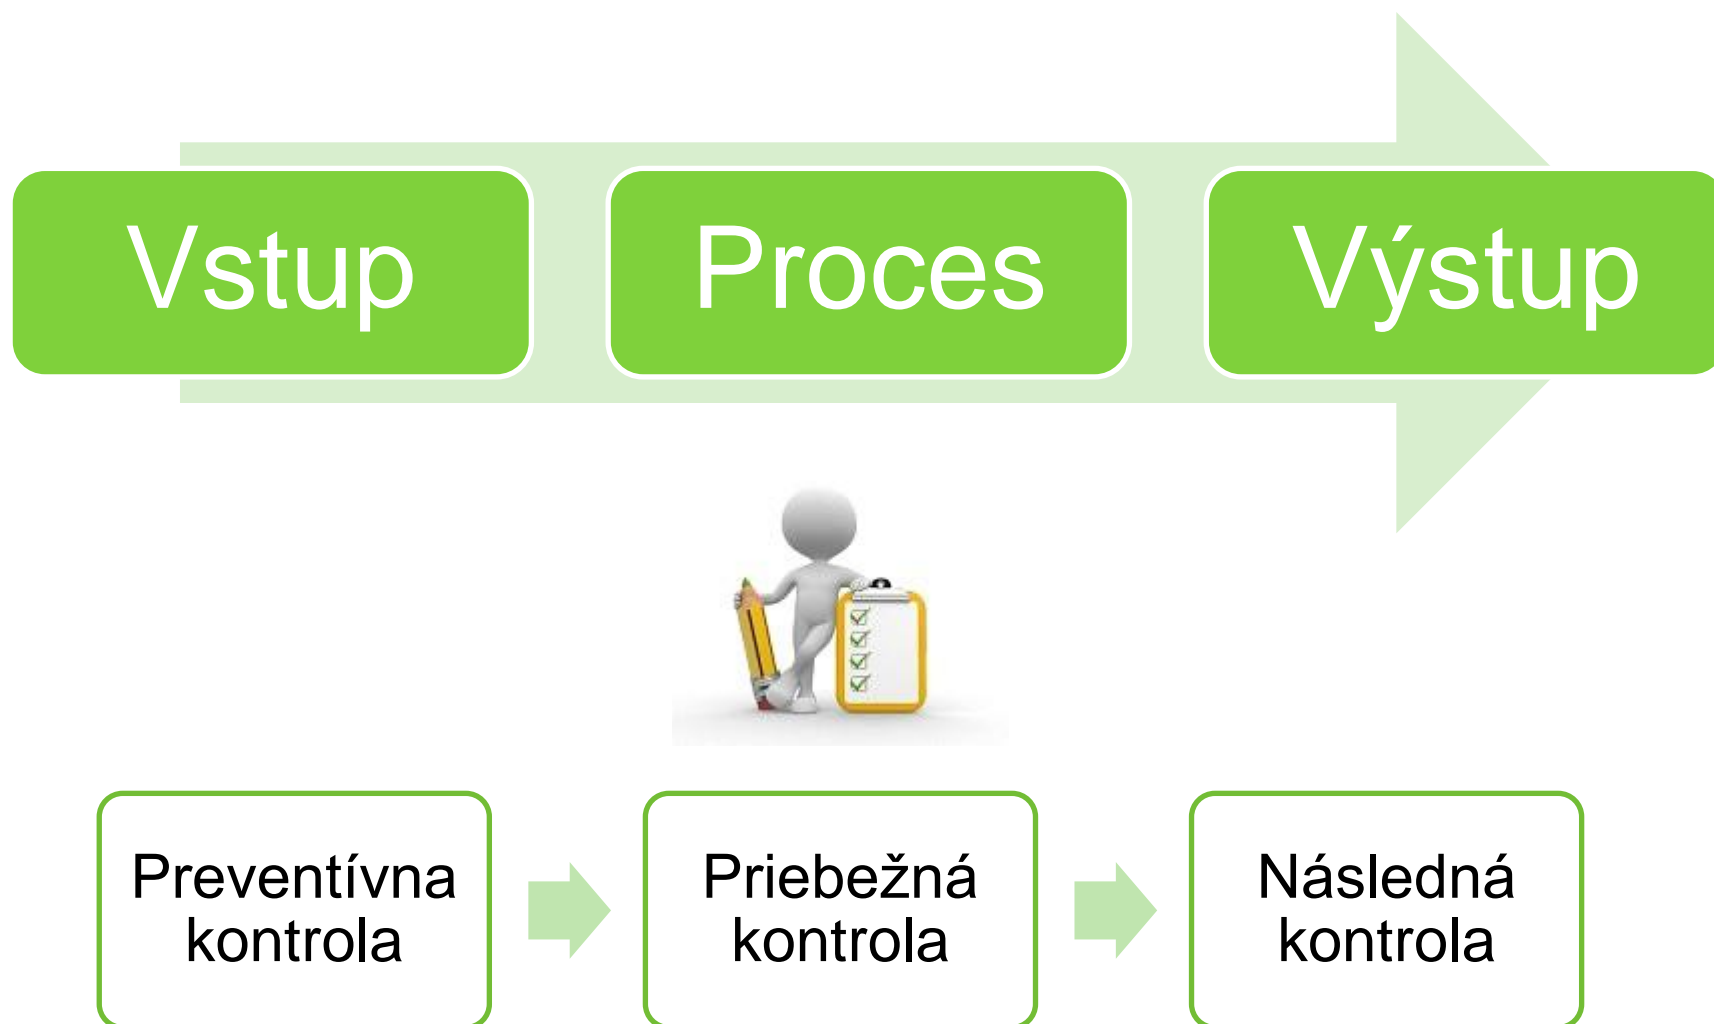 Vstup
Proces
Výstup
Preventívna
kontrola
Priebežná
kontrola
Následná
kontrola